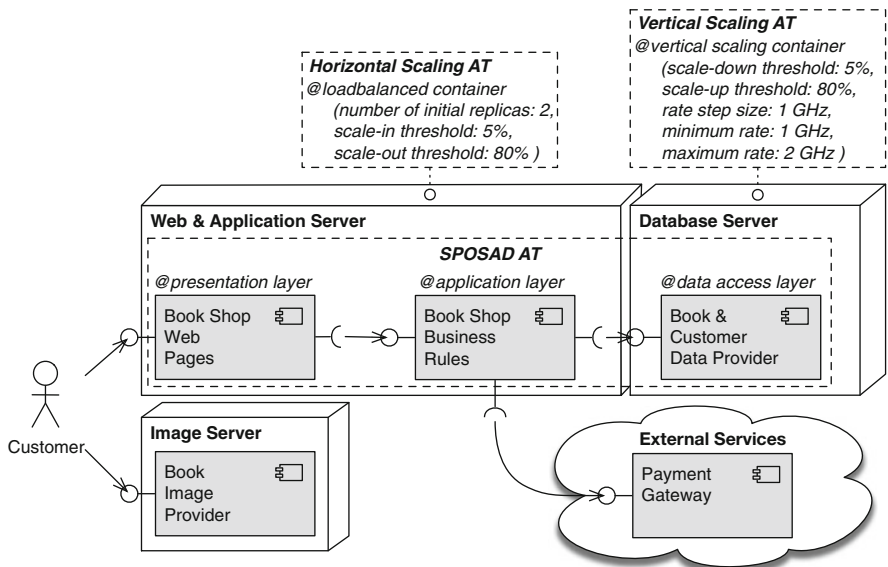 Vertical Scaling AT
@vertical scaling container
(scale-down threshold: 5%,
scale-up threshold: 80%,
rate step size: 1 GHz,
minimum rate: 1 GHz,
maximum rate: 2 GHz )
Horizontal Scaling AT
@loadbalanced container
(number of initial replicas: 2,
scale-in threshold: 5%,
scale-out threshold: 80% )
Web & Application Server
Database Server
SPOSAD AT
@presentation layer
@application layer
@data access layer
Book Shop
Web
Pages
Book Shop
Business
Rules
Book &
Customer
Data Provider
Customer
Image Server
Book
Image
Provider
External Services
Payment
Gateway